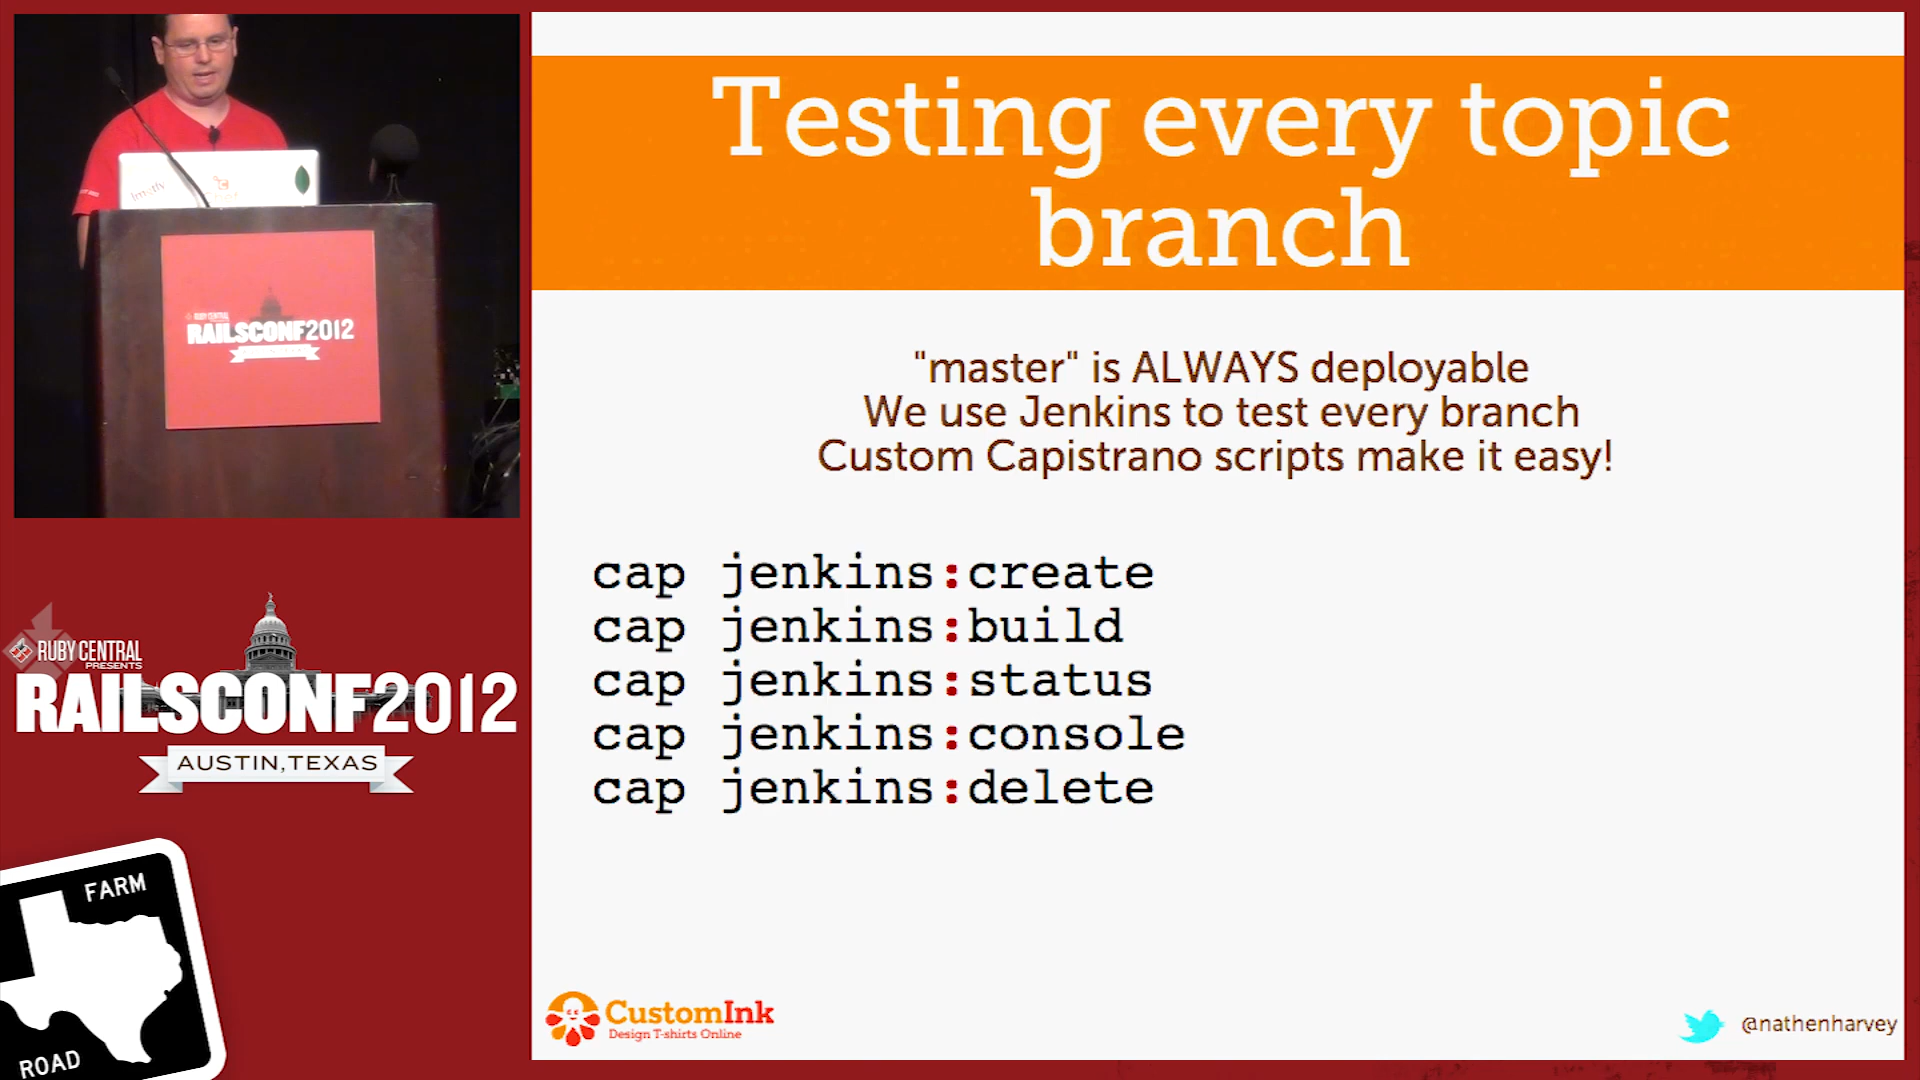 Testing every topic
branch
"master" is ALWAYS deployable
We use Jenkins to test every branch
Custom Capistrano scripts make it easy!
cap jenkins:create
cap jenkins:build
cap jenkins:status
cap jenkins:console
cap jenkins:delete
CustomInk
Design T-shirts Online
@nathenharvey
RUBY CENTRAL
RAILSCONF2012
RUBY CENTRAL
PRESENTS
RAILSCONF2012
AUSTIN, TEXAS
FARM
ROAD